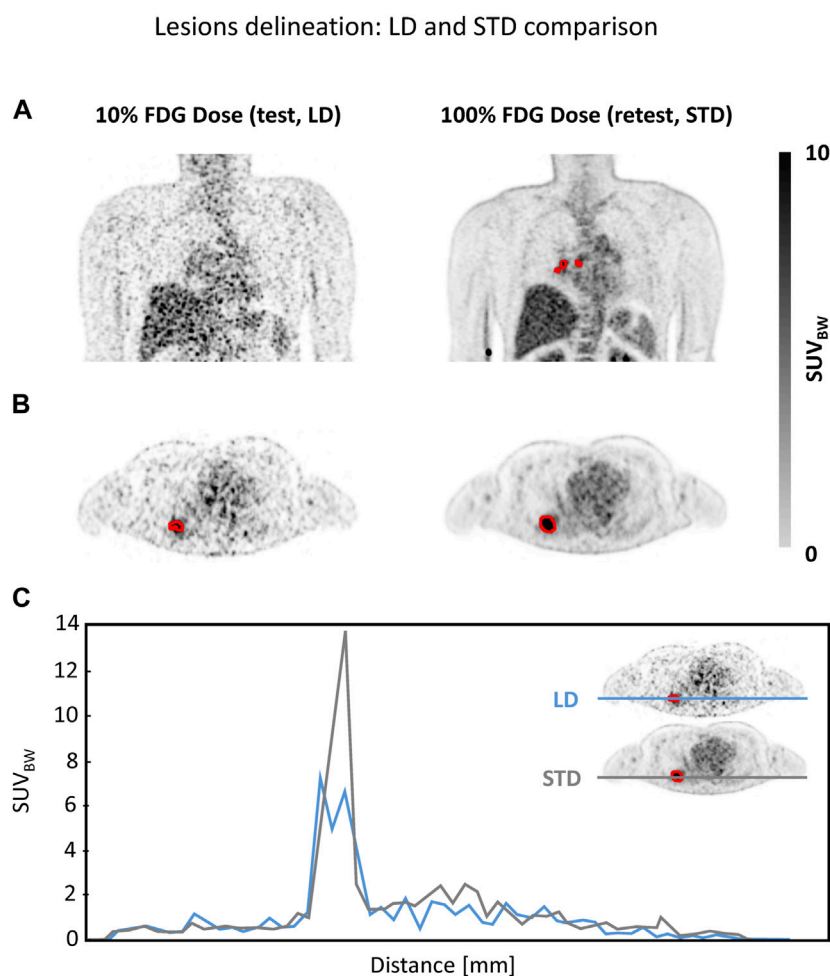 Lesions delineation: LD and STD comparison
A
10% FDG Dose (test, LD)
100% FDG Dose (retest, STD)
10
SUVBW
0
B
C
14
12
10
8
6
4
2
0
SUVBW
LD
STD
Distance [mm]